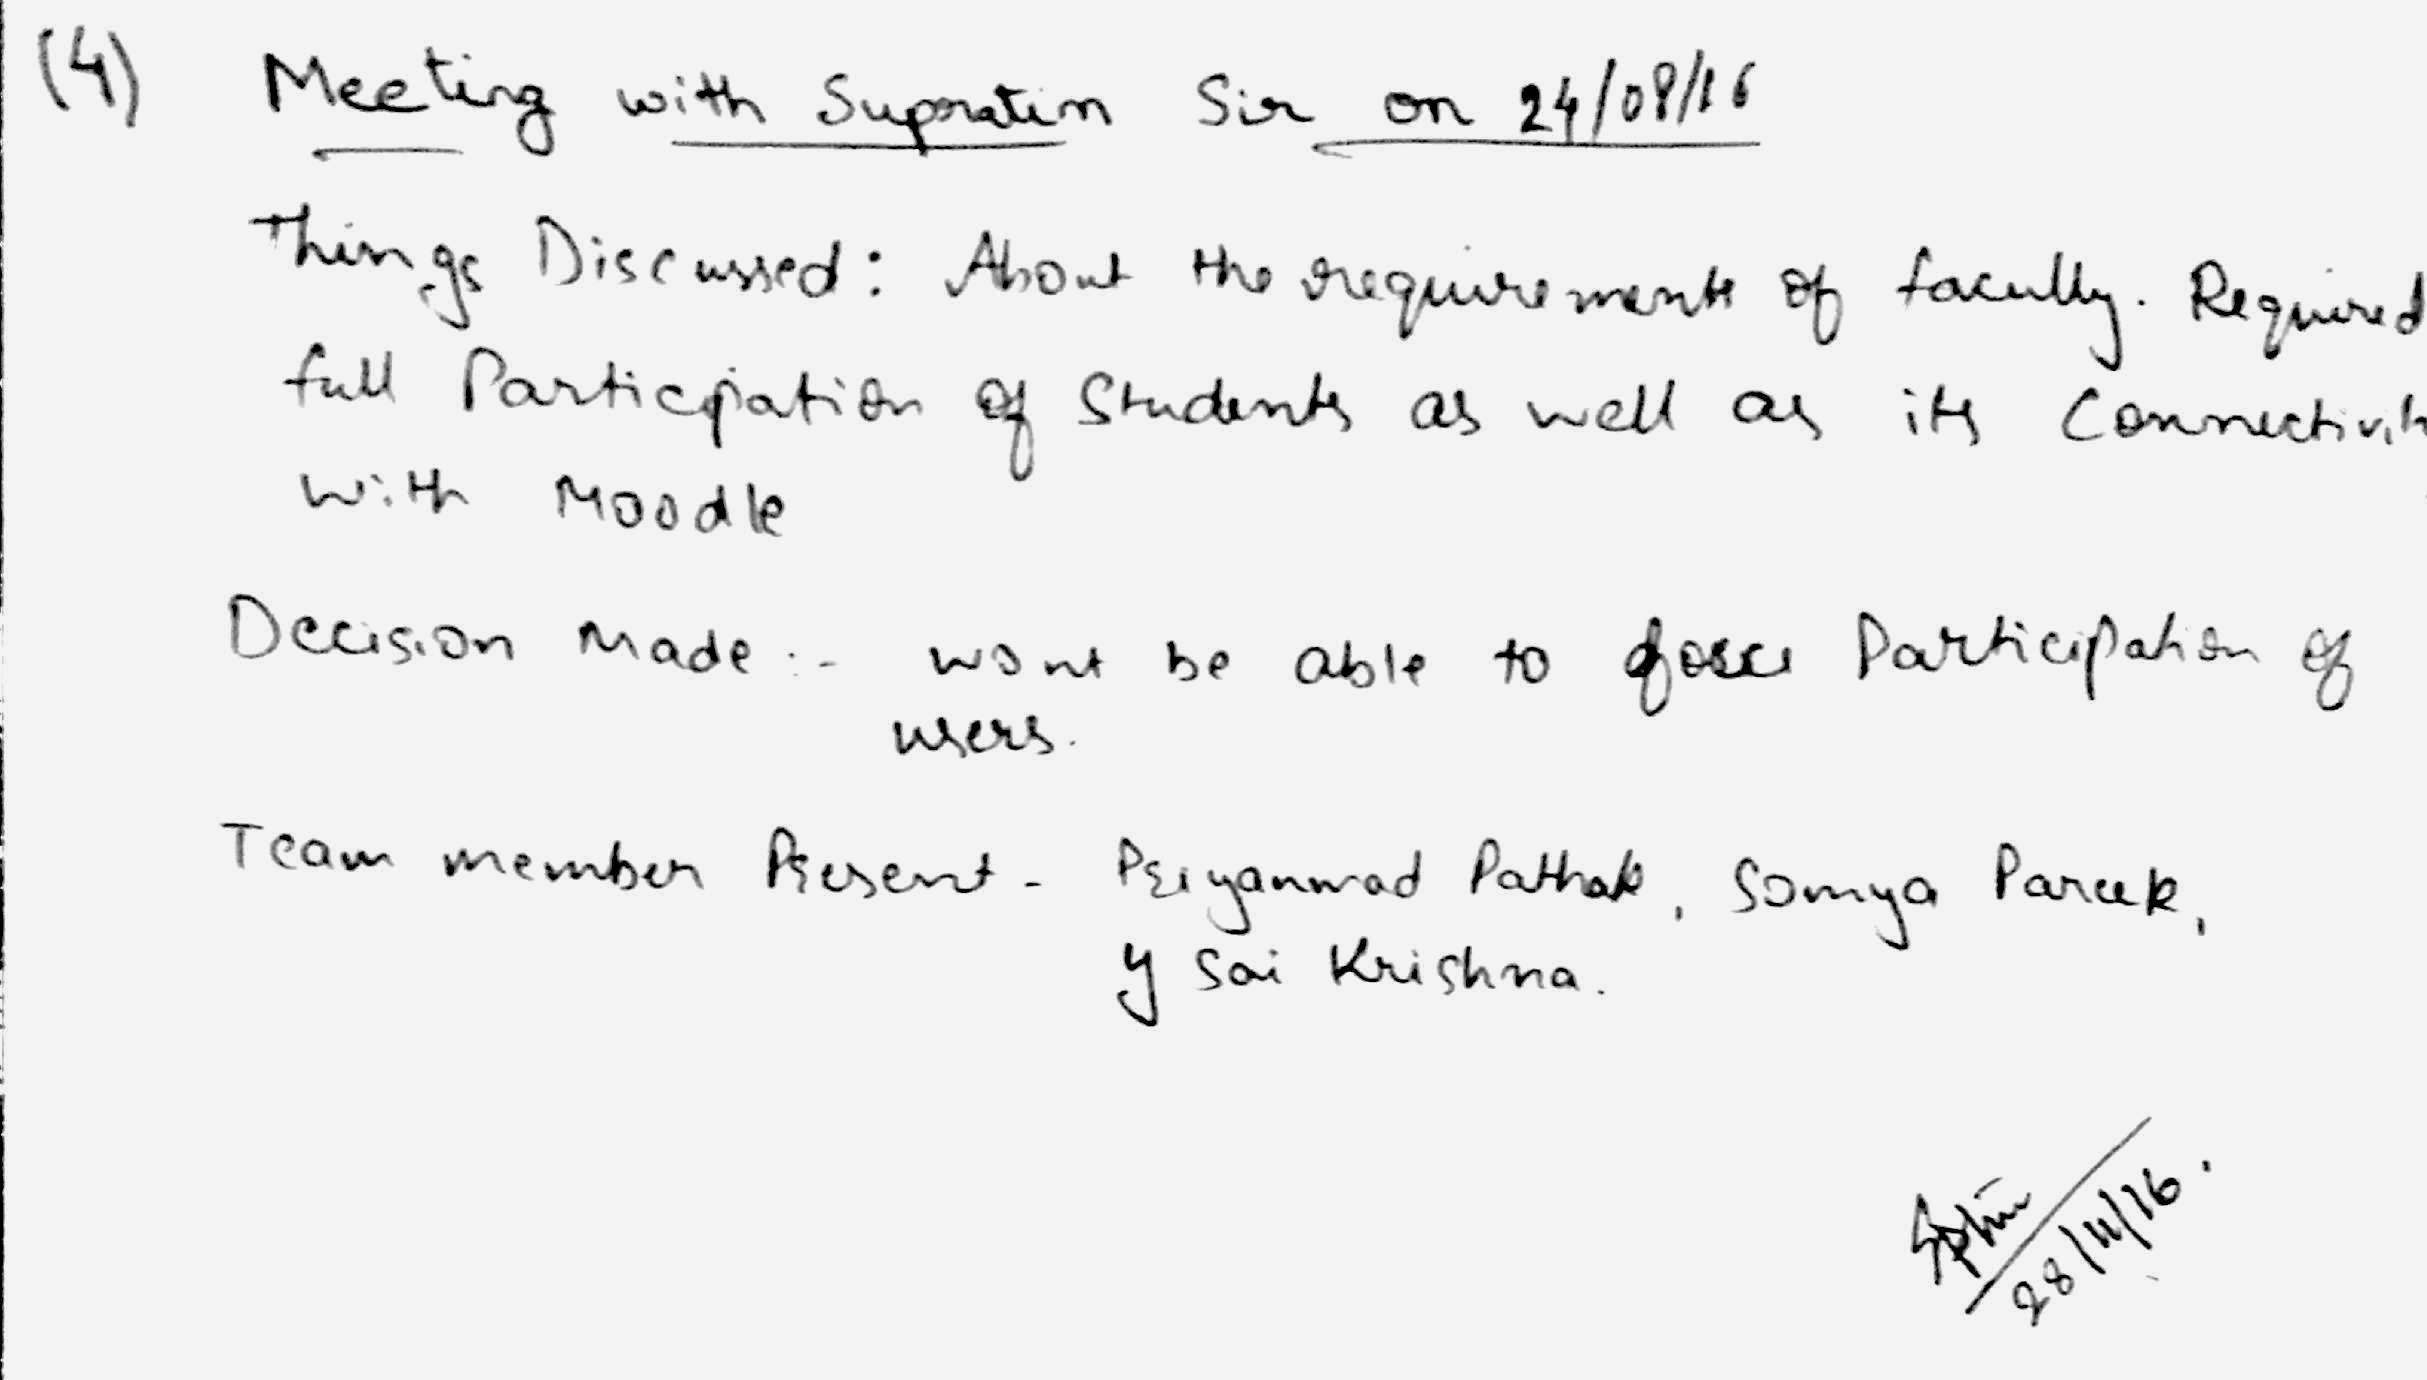 (4) Meeting with Supratim Sir on 24/08/16
Things Discussed: About the requirements of faculty. Required
full Participation of Students as well as its Connectivit
with Moodle
Decision Made :- wont be able to force Participation of
users.
Team member Present - Priyanmad Pathak, Somya Pareek,
Y Sai Krishna.
28/11/16.